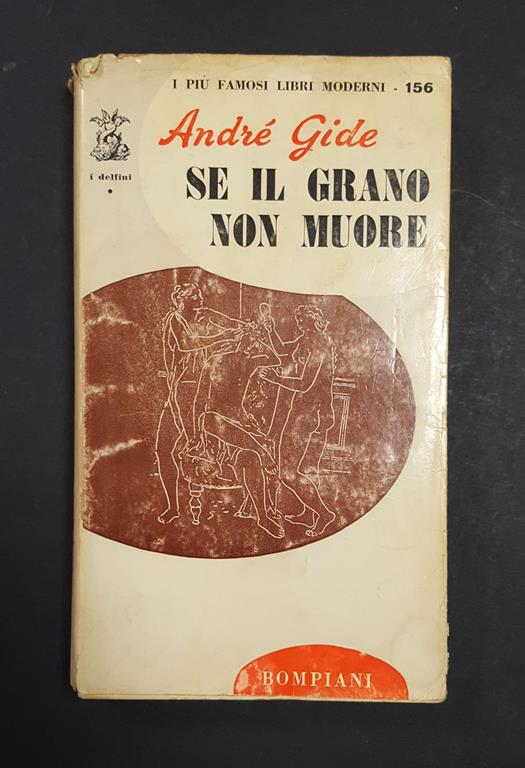 I PIÙ FAMOSI LIBRI MODERNI - 156
i delfini
André Gide
SE IL GRANO
NON MUORE
BOMPIANI